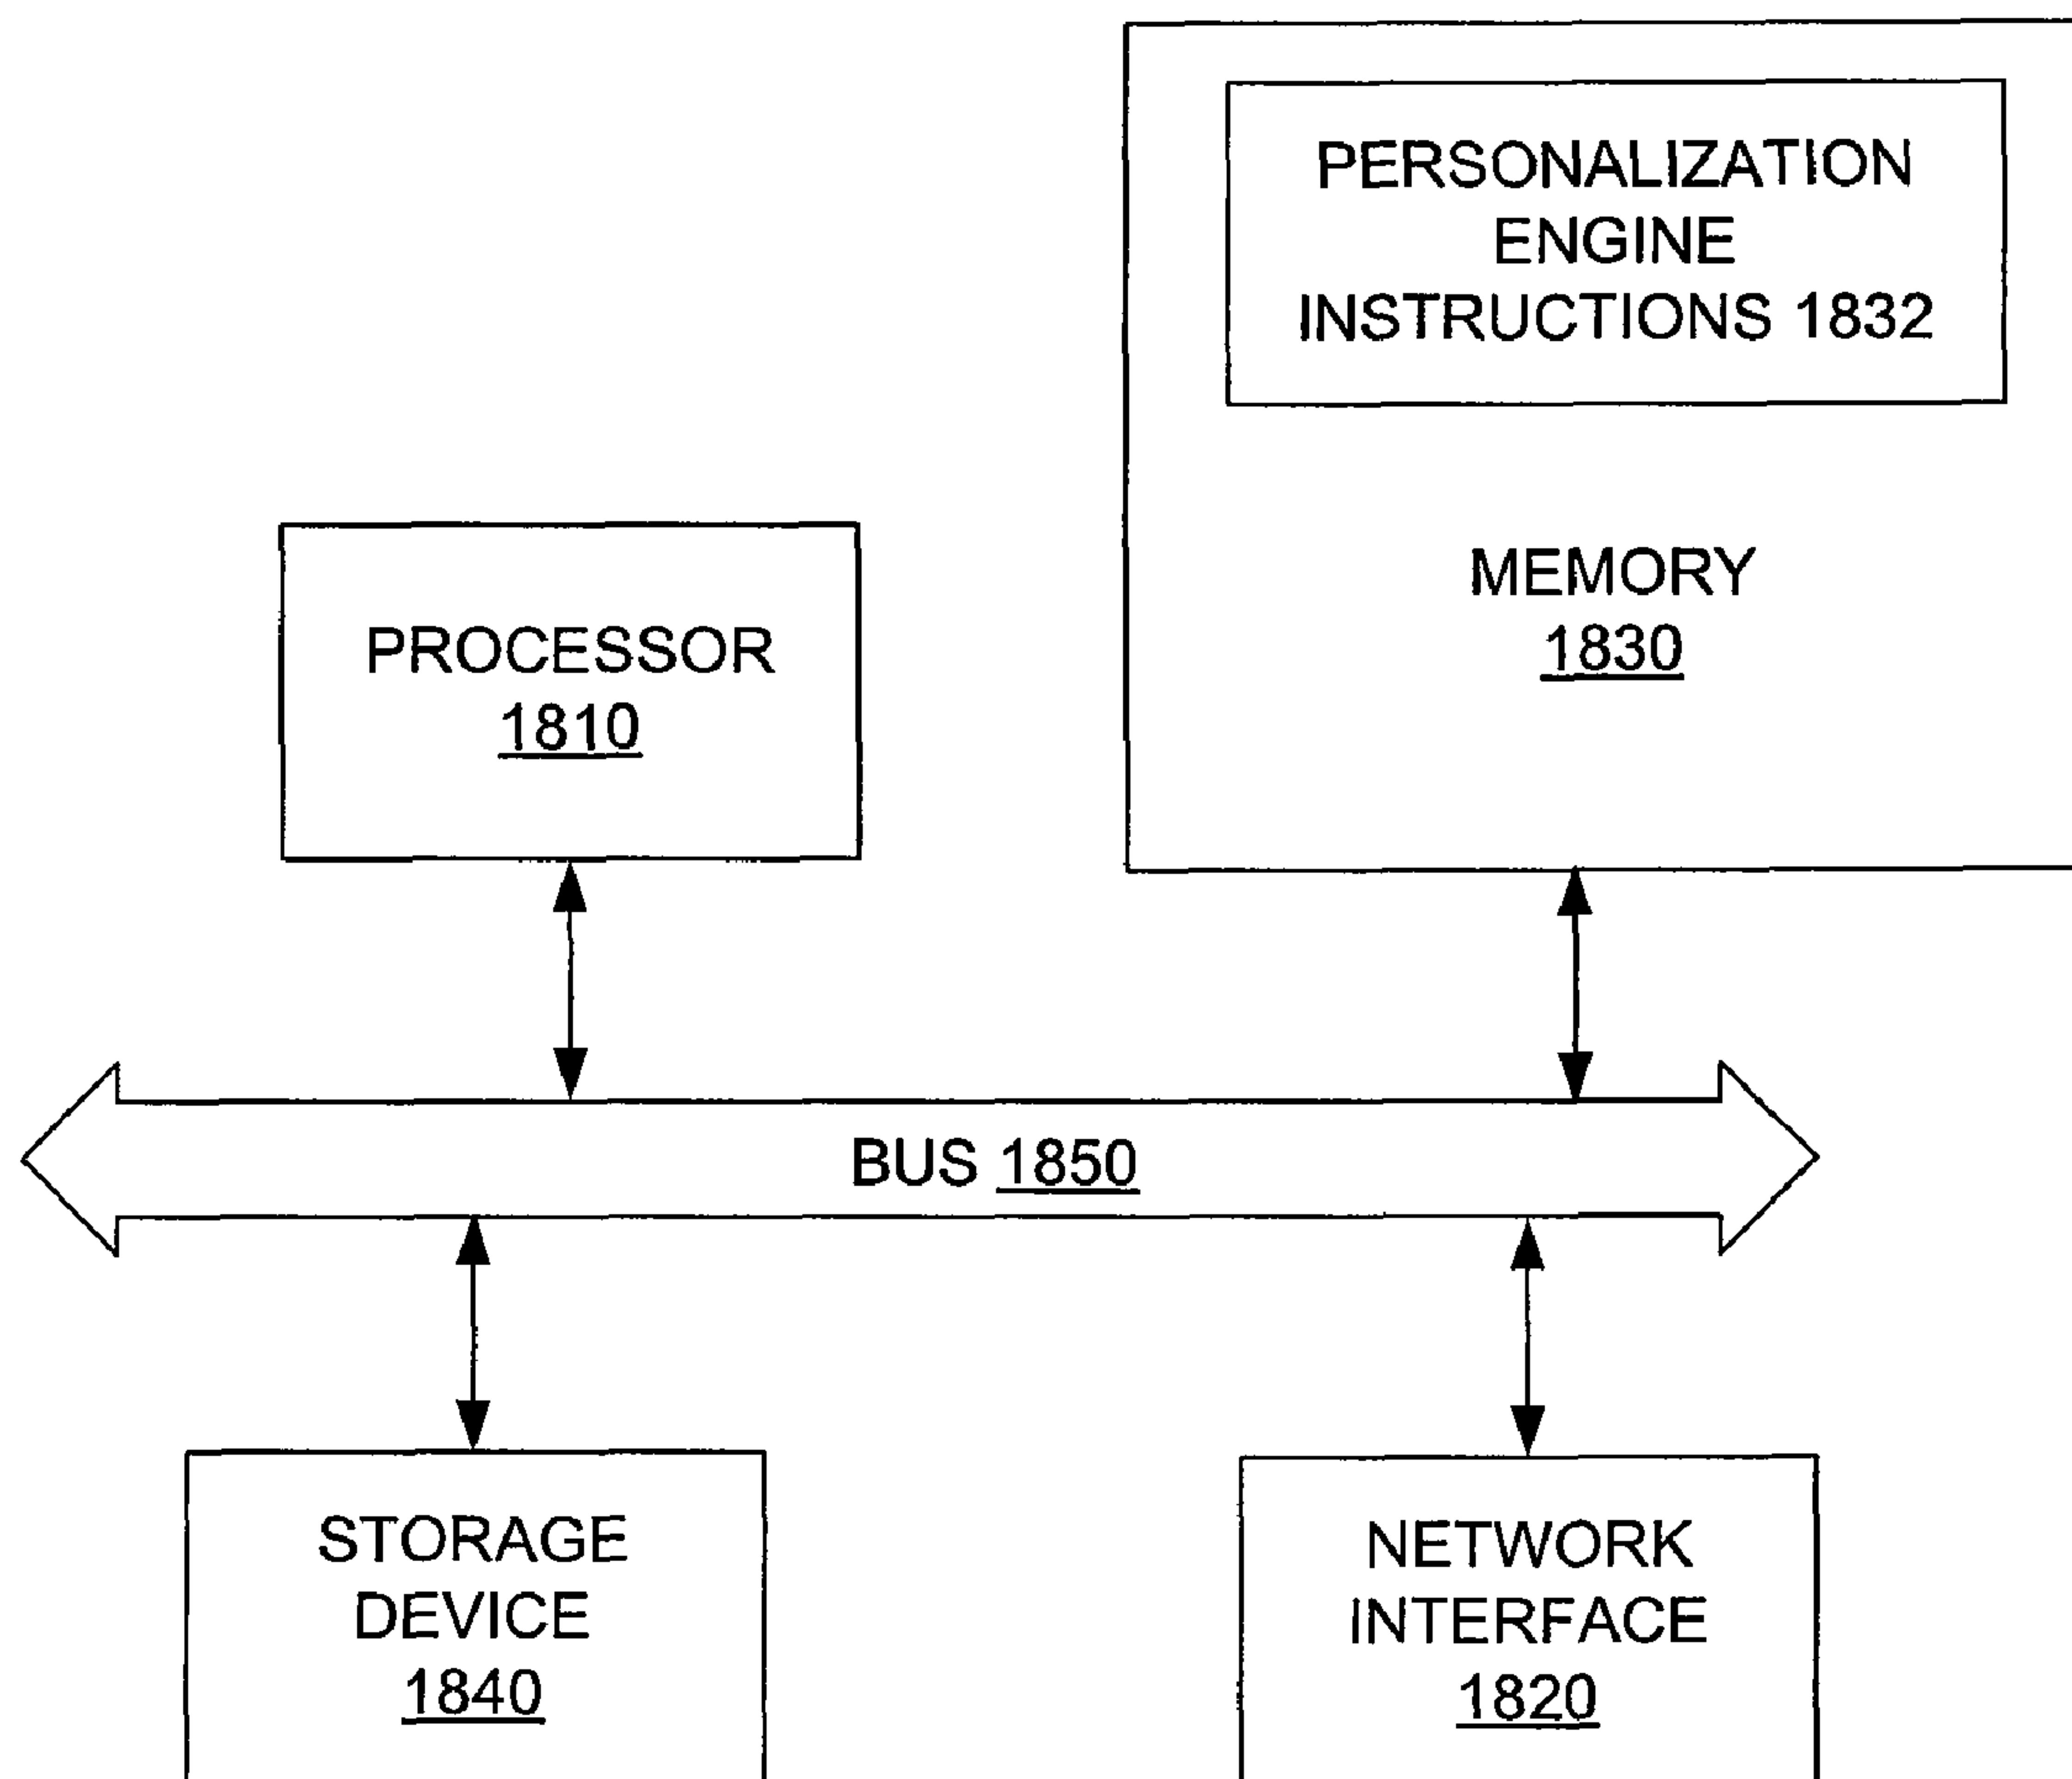 PERSONALIZATION
ENGINE
INSTRUCTIONS 1832
MEMORY
1830
PROCESSOR
1810
BUS 1850
STORAGE
DEVICE
1840
NETWORK
INTERFACE
1820